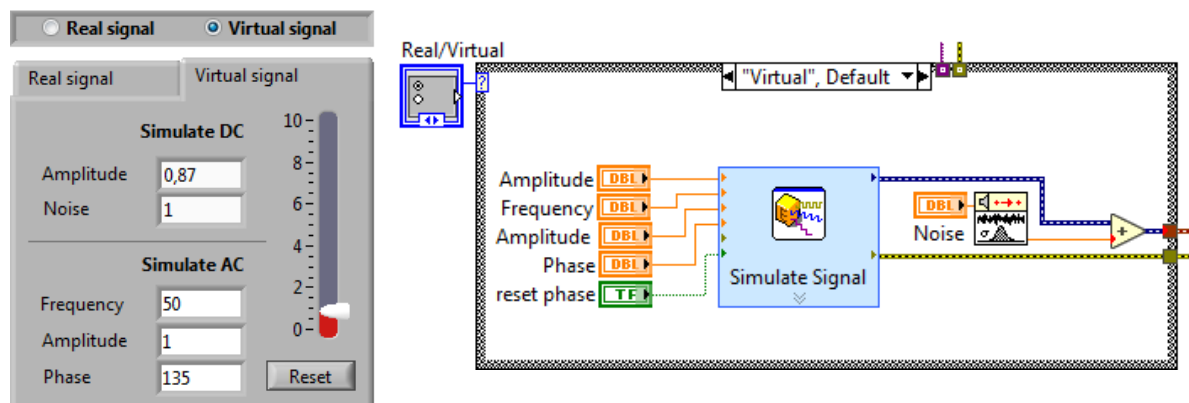 Real signal
Virtual signal
Real signal
Virtual signal
Simulate DC
Amplitude 0,87
Noise 1
Simulate AC
Frequency 50
Amplitude 1
Phase 135
10
8
6
4
2
0
Reset
Real/Virtual
?
"Virtual", Default
Amplitude DBL
Frequency DBL
Amplitude DBL
Phase DBL
reset phase TF
Simulate Signal
DBL
Noise
σ
+